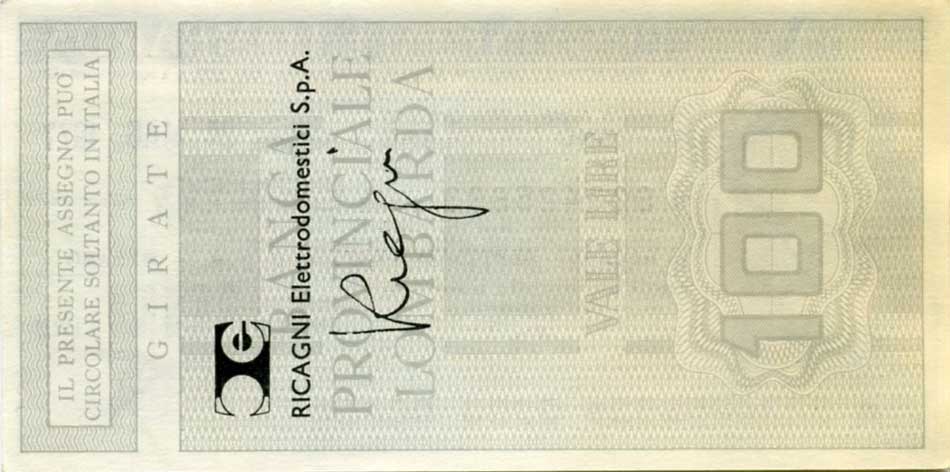 IL PRESENTE ASSEGNO PUO'
CIRCOLARE SOLTANTO IN ITALIA
GIRATE
RICAGNI Elettrodomestici S.p.A.
BANCA
PROVINCIALE
LOMBARDA
VALE LIRE
100